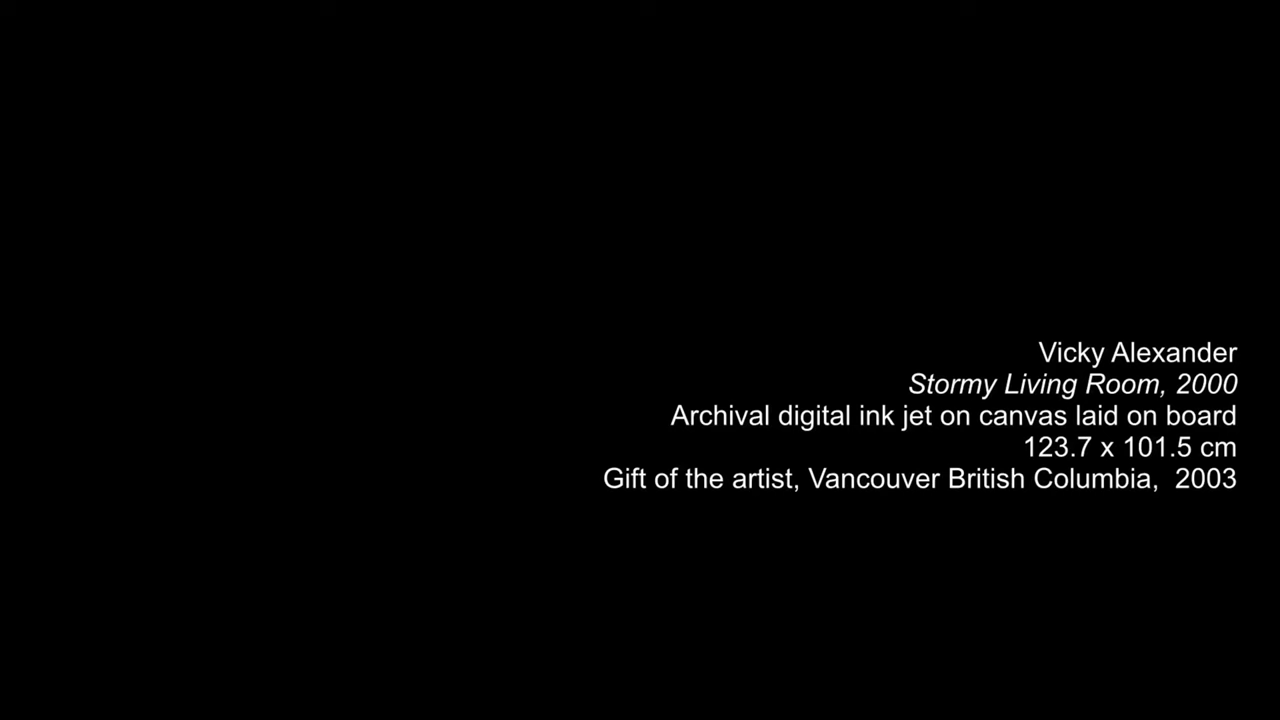 Vicky Alexander
Stormy Living Room, 2000
Archival digital ink jet on canvas laid on board
123.7 x 101.5 cm
Gift of the artist, Vancouver British Columbia,  2003